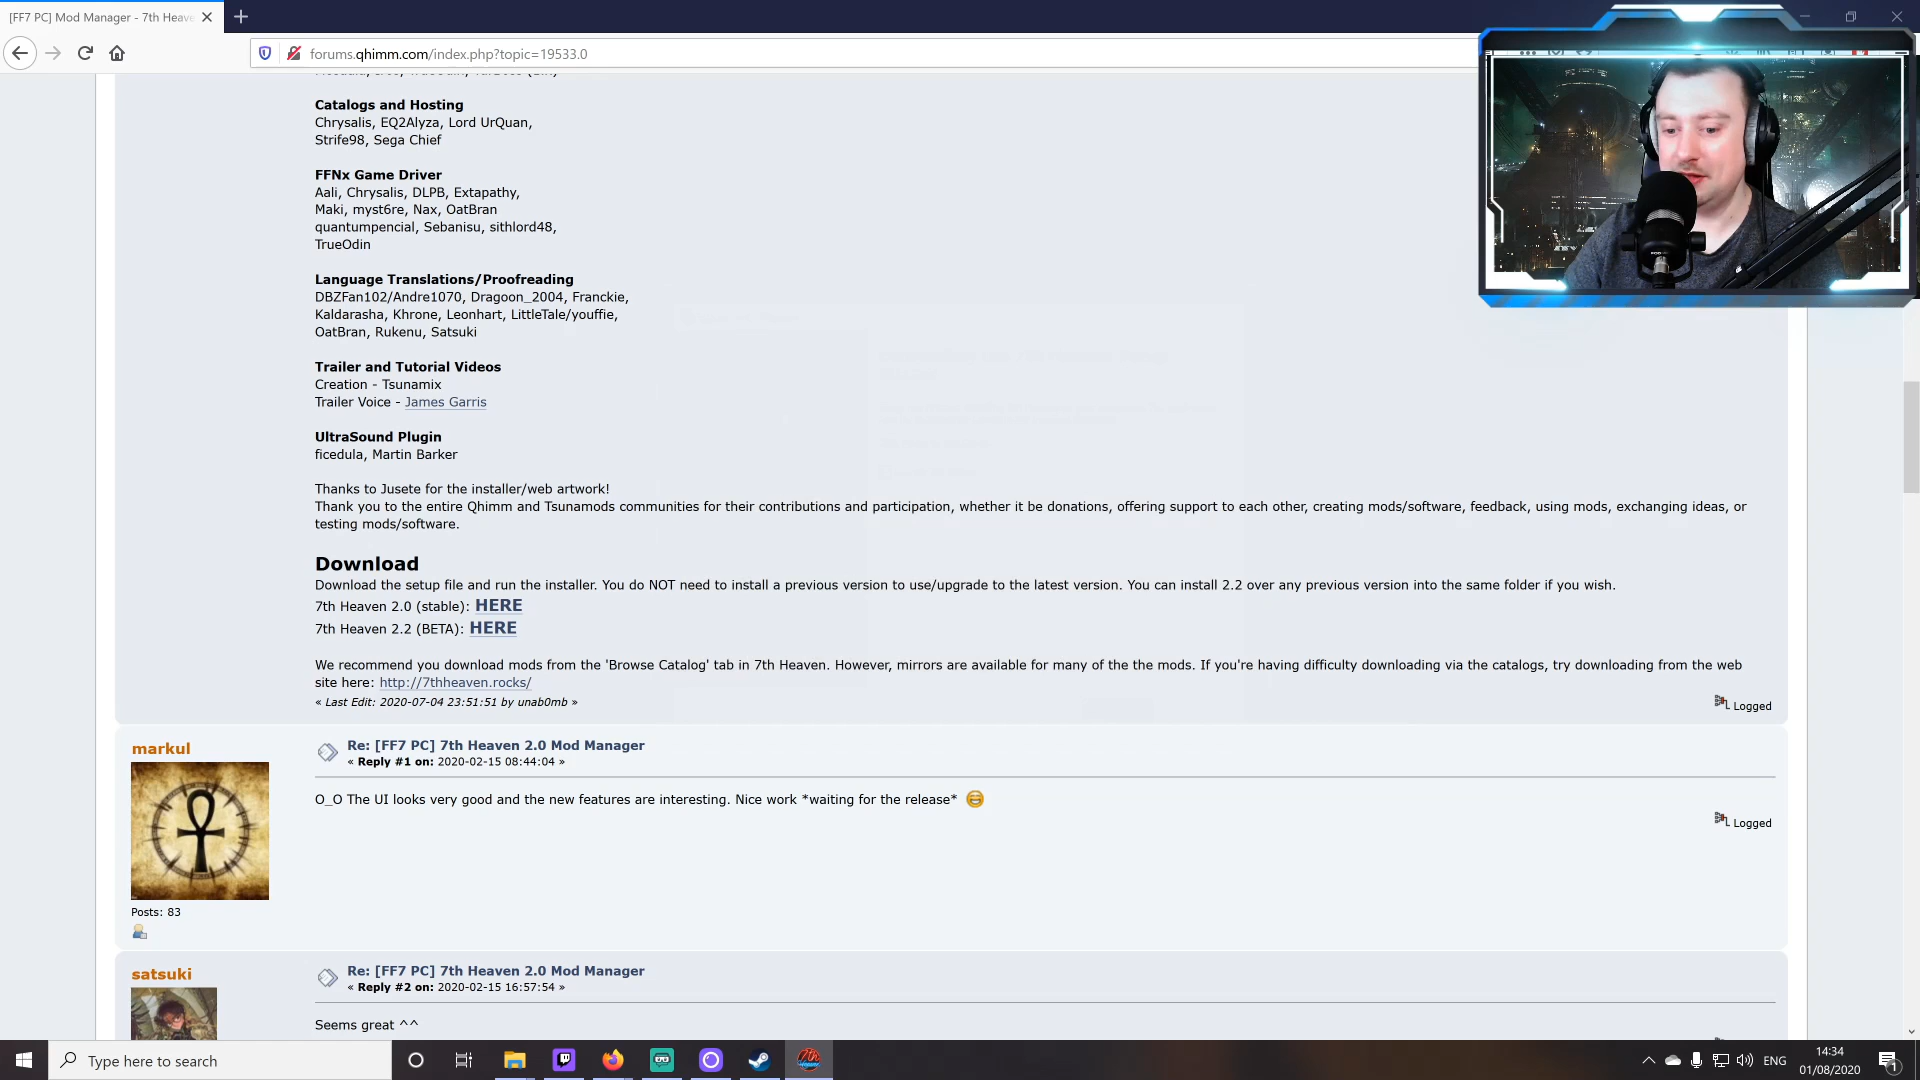 [FF7 PC] Mod Manager - 7th Heav
forums.qhimm.com/index.php?topic=19533.0
Catalogs and Hosting
Chrysalis, EQ2Alyza, Lord UrQuan,
Strife98, Sega Chief
FFNx Game Driver
Aali, Chrysalis, DLPB, Extapathy,
Maki, myst6re, Nax, OatBran
quantumpencial, Sebanisu, sithlord48,
TrueOdin
Language Translations/Proofreading
DBZFan102/Andre1070, Dragoon_2004, Franckie,
Kaldarasha, Khrone, Leonhart, LittleTale/youffie,
OatBran, Rukenu, Satsuki
Trailer and Tutorial Videos
Creation - Tsunamix
Trailer Voice - James Garris
UltraSound Plugin
ficedula, Martin Barker
Thanks to Jusete for the installer/web artwork!
Thank you to the entire Qhimm and Tsunamods communities for their contributions and participation, whether it be donations, offering support to each other, creating mods/software, feedback, using mods, exchanging ideas, or
testing mods/software.
Download
Download the setup file and run the installer. You do NOT need to install a previous version to use/upgrade to the latest version. You can install 2.2 over any previous version into the same folder if you wish.
7th Heaven 2.0 (stable): HERE
7th Heaven 2.2 (BETA): HERE
We recommend you download mods from the 'Browse Catalog' tab in 7th Heaven. However, mirrors are available for many of the the mods. If you're having difficulty downloading via the catalogs, try downloading from the web
site here: http://7thheaven.rocks/
« Last Edit: 2020-07-04 23:51:51 by unab0mb »
Logged
markul
Re: [FF7 PC] 7th Heaven 2.0 Mod Manager
« Reply #1 on: 2020-02-15 08:44:04 »
O_O The UI looks very good and the new features are interesting. Nice work *waiting for the release*
Logged
Posts: 83
satsuki
Re: [FF7 PC] 7th Heaven 2.0 Mod Manager
« Reply #2 on: 2020-02-15 16:57:54 »
Seems great ^^
Type here to search
7th
ENG
14:34
01/08/2020
1